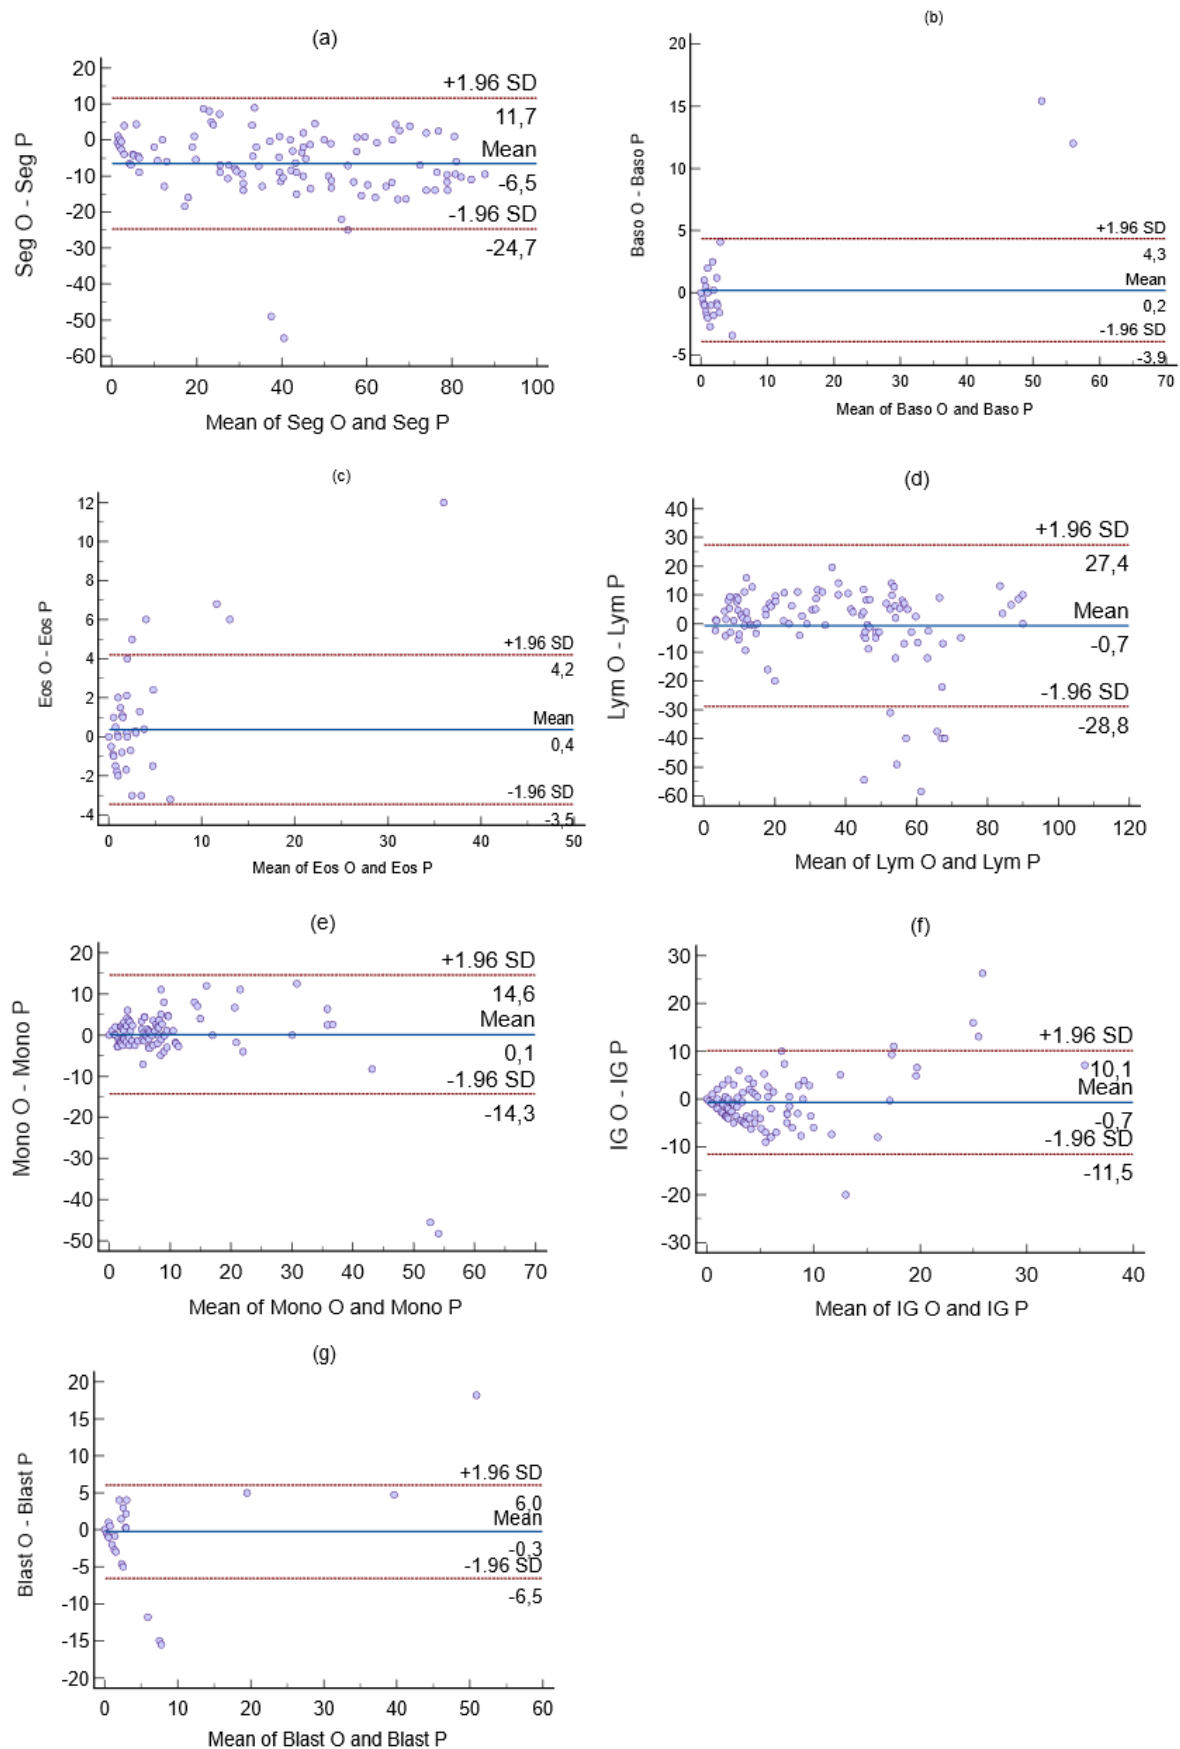 (a)
Seg O - Seg P
20
10
0
-10
-20
-30
-40
-50
-60
+1.96 SD
11,7
Mean
-6,5
-1.96 SD
-24,7
0 20 40 60 80 100
Mean of Seg O and Seg P
(b)
Baso O - Baso P
20
15
10
5
0
-5
+1.96 SD
4,3
Mean
0,2
-1.96 SD
-3,9
0 10 20 30 40 50 60 70
Mean of Baso O and Baso P
(c)
Eos O - Eos P
12
10
8
6
4
2
0
-2
-4
+1.96 SD
4,2
Mean
0,4
-1.96 SD
-3,5
0 10 20 30 40 50
Mean of Eos O and Eos P
(d)
Lym O - Lym P
40
30
20
10
0
-10
-20
-30
-40
-50
-60
+1.96 SD
27,4
Mean
-0,7
-1.96 SD
-28,8
0 20 40 60 80 100 120
Mean of Lym O and Lym P
(e)
Mono O - Mono P
20
10
0
-10
-20
-30
-40
-50
+1.96 SD
14,6
Mean
0,1
-1.96 SD
-14,3
0 10 20 30 40 50 60 70
Mean of Mono O and Mono P
(f)
IG O - IG P
30
20
10
0
-10
-20
-30
+1.96 SD
10,1
Mean
-0,7
-1.96 SD
-11,5
0 10 20 30 40
Mean of IG O and IG P
(g)
Blast O - Blast P
20
15
10
5
0
-5
-10
-15
-20
+1.96 SD
6,0
Mean
-0,3
-1.96 SD
-6,5
0 10 20 30 40 50 60
Mean of Blast O and Blast P